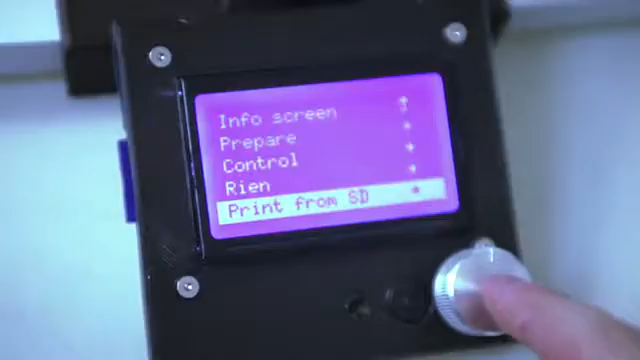 Info screen
Prepare
Control
Rien
Print from SD